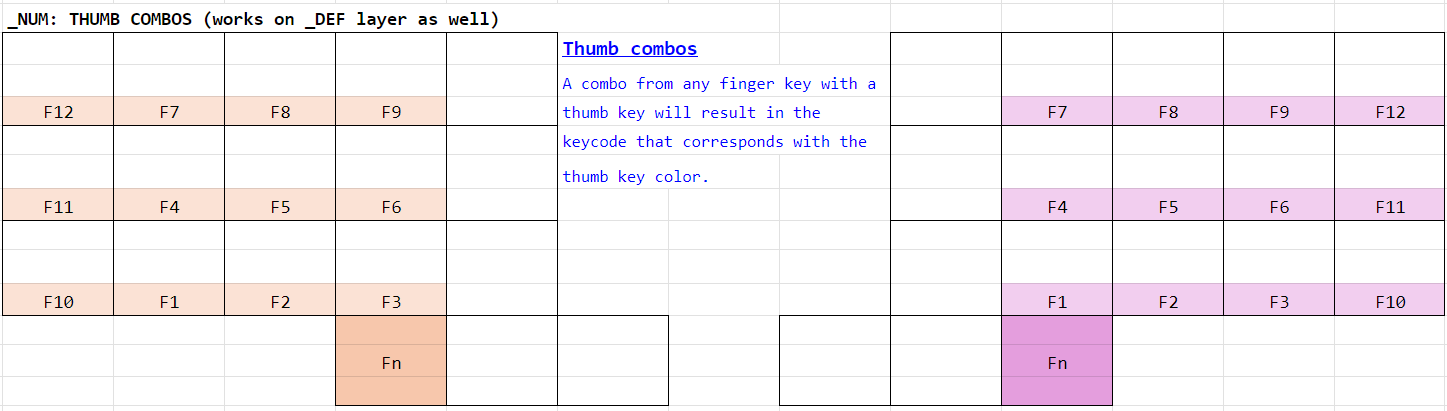 _NUM: THUMB COMBOS (works on _DEF layer as well)
Thumb combos
A combo from any finger key with a
thumb key will result in the
keycode that corresponds with the
thumb key color.
F12 F7 F8 F9 F7 F8 F9 F12
F11 F4 F5 F6 F4 F5 F6 F11
F10 F1 F2 F3 F1 F2 F3 F10
Fn Fn